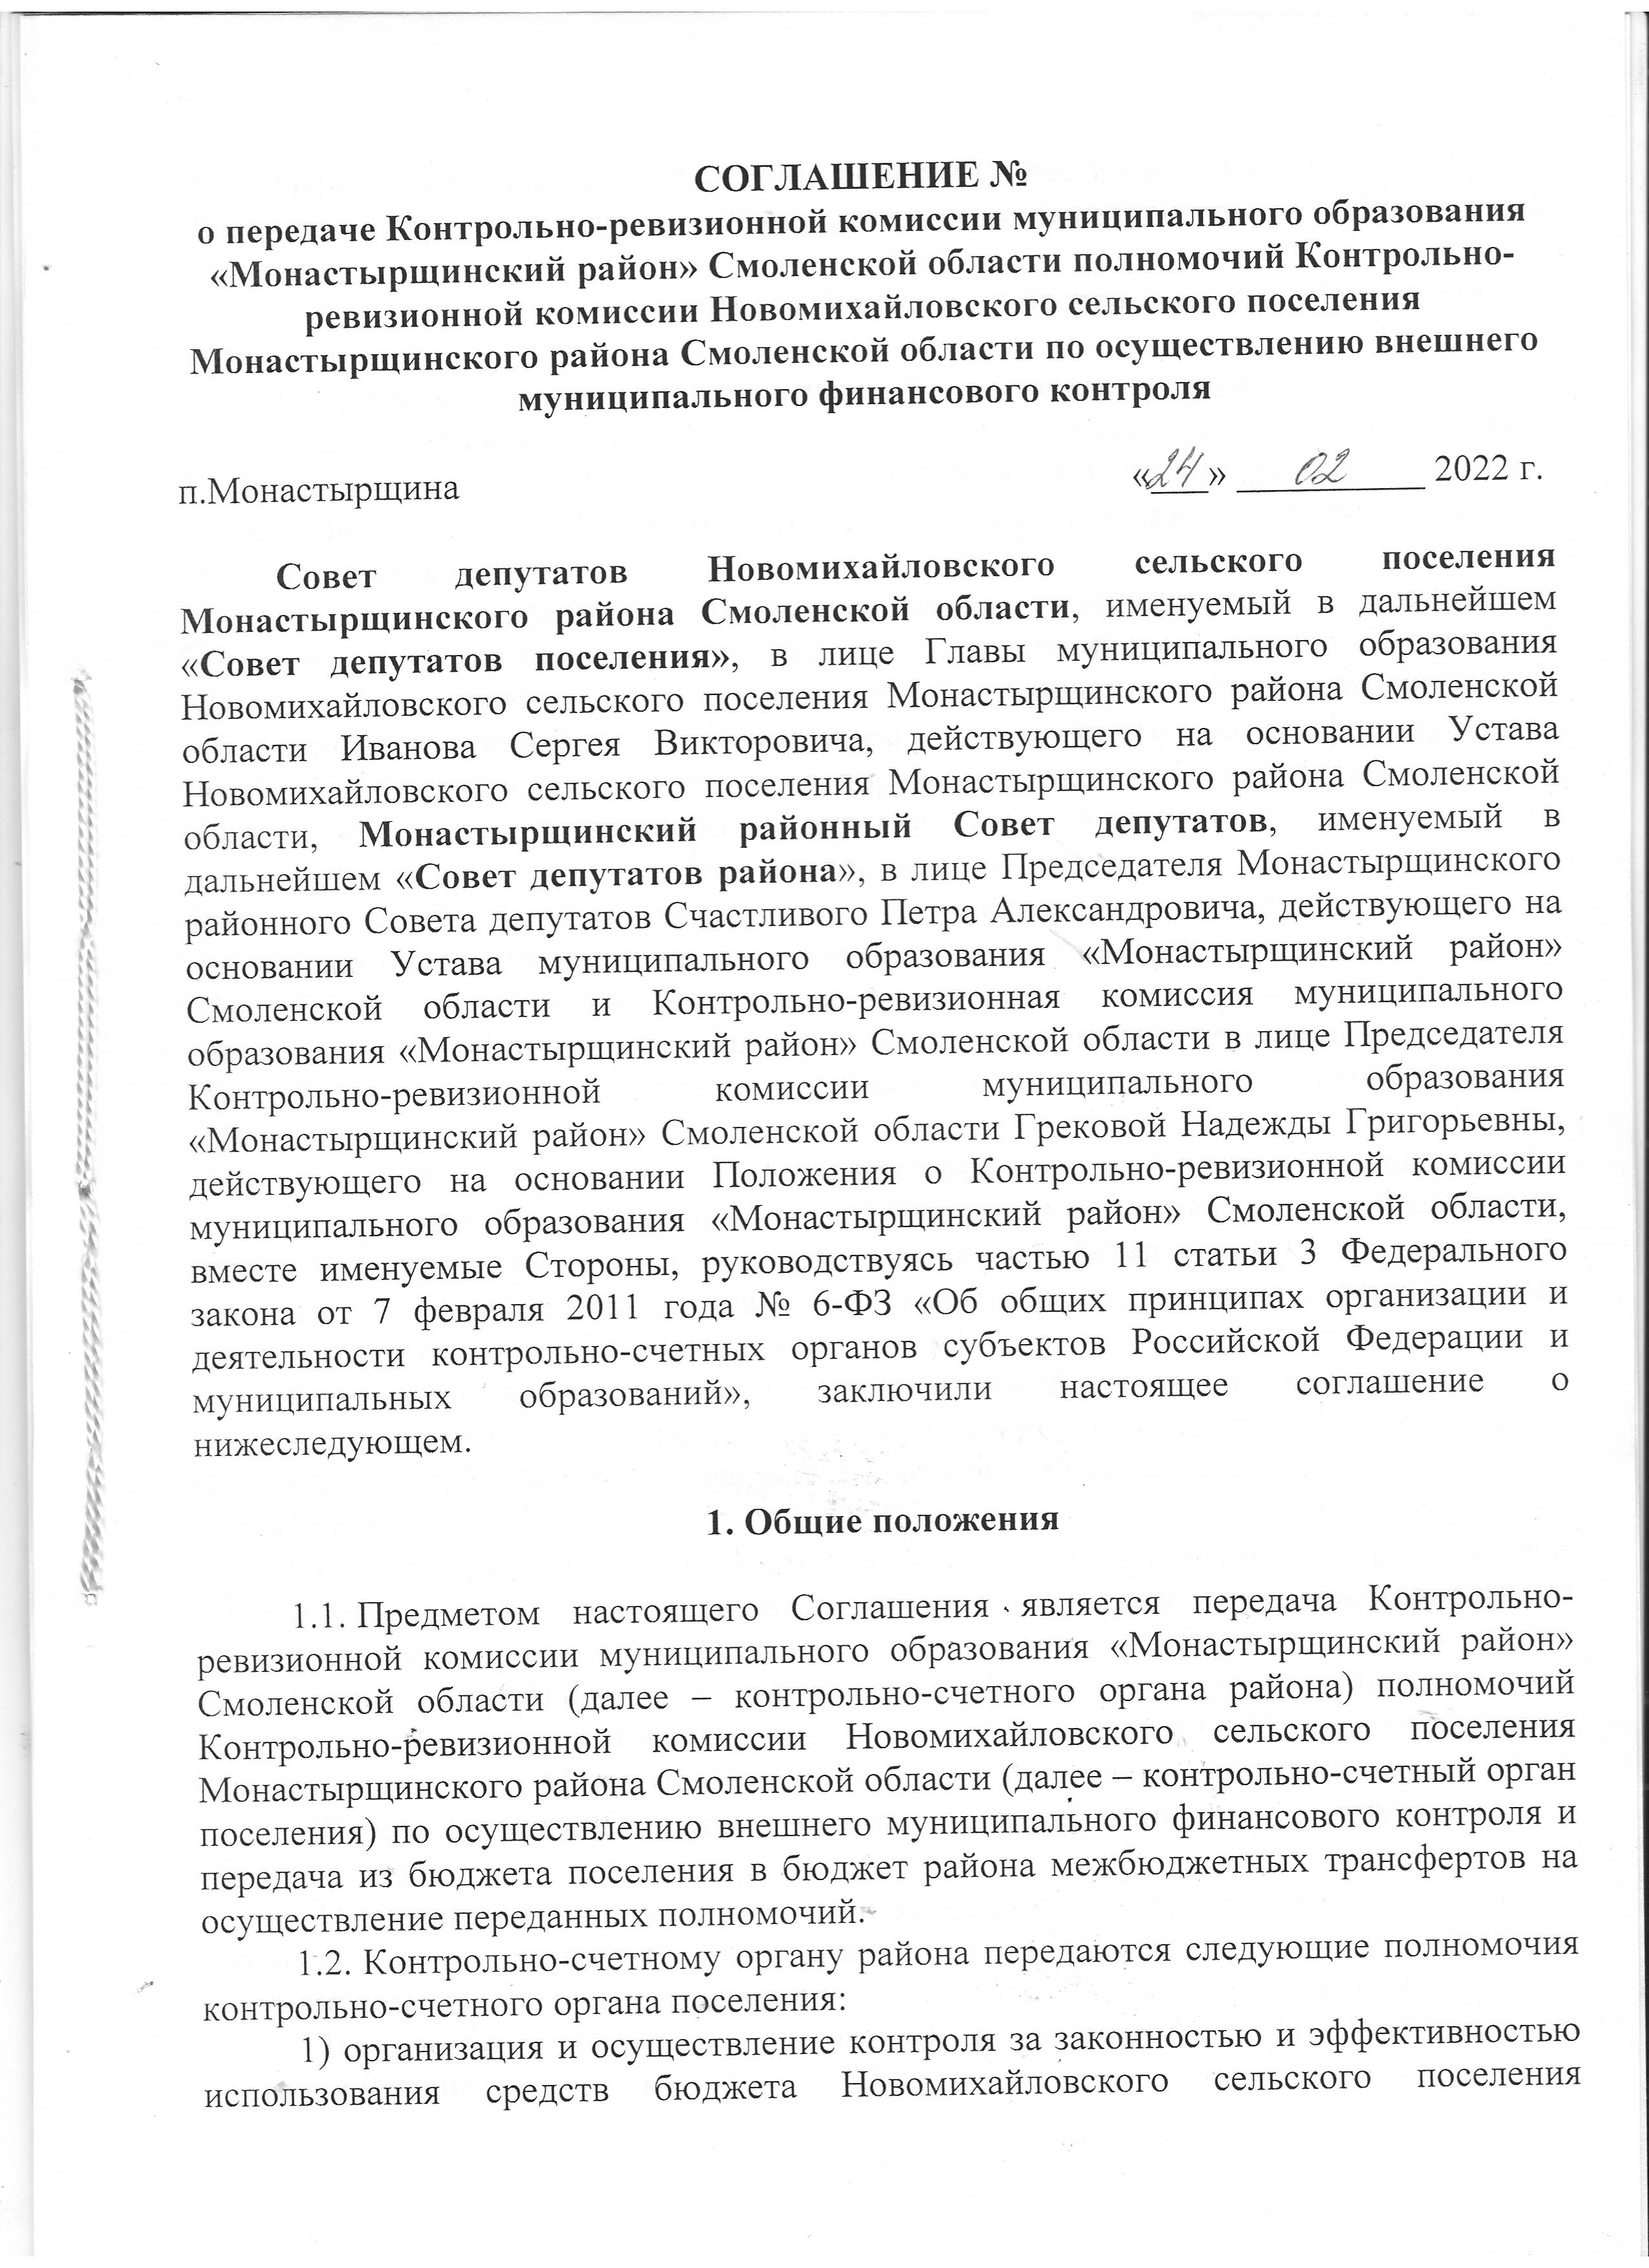 СОГЛАШЕНИЕ №
о передаче Контрольно-ревизионной комиссии муниципального образования
«Монастырщинский район» Смоленской области полномочий Контрольно-
ревизионной комиссии Новомихайловского сельского поселения
Монастырщинского района Смоленской области по осуществлению внешнего
муниципального финансового контроля
п.Монастырщина «24» 02 2022 г.
Совет депутатов Новомихайловского сельского поселения
Монастырщинского района Смоленской области, именуемый в дальнейшем
«Совет депутатов поселения», в лице Главы муниципального образования
Новомихайловского сельского поселения Монастырщинского района Смоленской
области Иванова Сергея Викторовича, действующего на основании Устава
Новомихайловского сельского поселения Монастырщинского района Смоленской
области, Монастырщинский районный Совет депутатов, именуемый в
дальнейшем «Совет депутатов района», в лице Председателя Монастырщинского
районного Совета депутатов Счастливого Петра Александровича, действующего на
основании Устава муниципального образования «Монастырщинский район»
Смоленской области и Контрольно-ревизионная комиссия муниципального
образования «Монастырщинский район» Смоленской области в лице Председателя
Контрольно-ревизионной комиссии муниципального образования
«Монастырщинский район» Смоленской области Грековой Надежды Григорьевны,
действующего на основании Положения о Контрольно-ревизионной комиссии
муниципального образования «Монастырщинский район» Смоленской области,
вместе именуемые Стороны, руководствуясь частью 11 статьи 3 Федерального
закона от 7 февраля 2011 года № 6-ФЗ «Об общих принципах организации и
деятельности контрольно-счетных органов субъектов Российской Федерации и
муниципальных образований», заключили настоящее соглашение о
нижеследующем.
1. Общие положения
1.1. Предметом настоящего Соглашения является передача Контрольно-
ревизионной комиссии муниципального образования «Монастырщинский район»
Смоленской области (далее – контрольно-счетного органа района) полномочий
Контрольно-ревизионной комиссии Новомихайловского сельского поселения
Монастырщинского района Смоленской области (далее – контрольно-счетный орган
поселения) по осуществлению внешнего муниципального финансового контроля и
передача из бюджета поселения в бюджет района межбюджетных трансфертов на
осуществление переданных полномочий.
1.2. Контрольно-счетному органу района передаются следующие полномочия
контрольно-счетного органа поселения:
1) организация и осуществление контроля за законностью и эффективностью
использования средств бюджета Новомихайловского сельского поселения